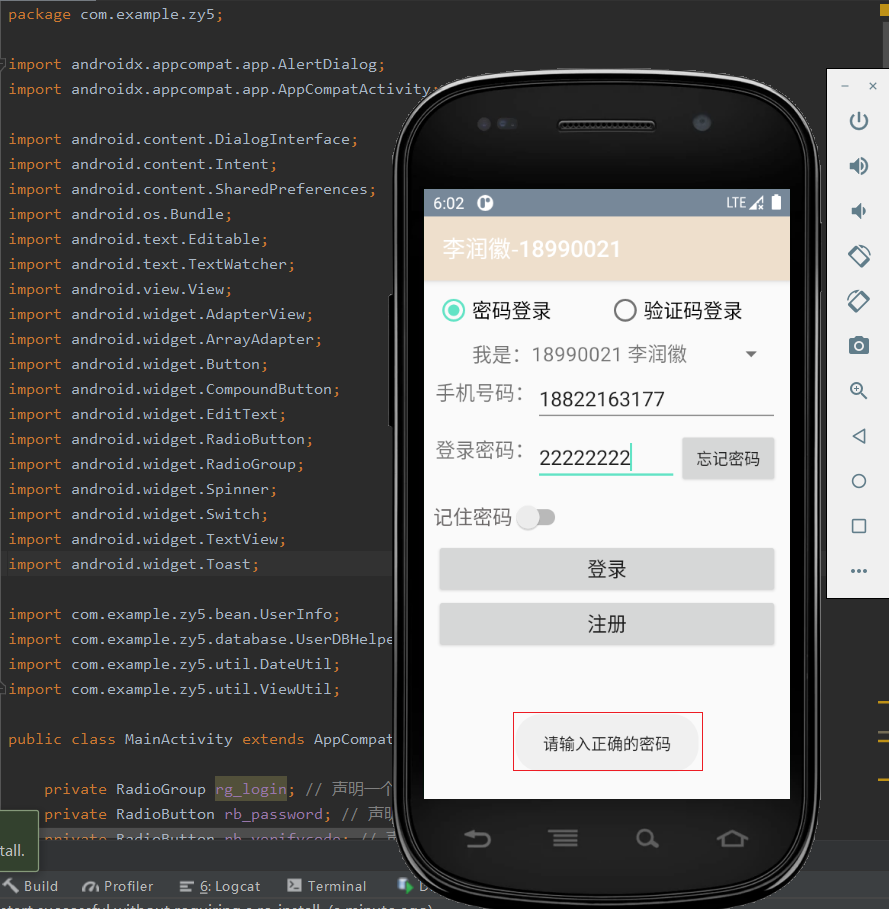 package com.example.zy5;
import androidx.appcompat.app.AlertDialog;
import androidx.appcompat.app.AppCompatActivity;
import android.content.DialogInterface;
import android.content.Intent;
import android.content.SharedPreferences;
import android.os.Bundle;
import android.text.Editable;
import android.text.TextWatcher;
import android.view.View;
import android.widget.AdapterView;
import android.widget.ArrayAdapter;
import android.widget.Button;
import android.widget.CompoundButton;
import android.widget.EditText;
import android.widget.RadioButton;
import android.widget.RadioGroup;
import android.widget.Spinner;
import android.widget.Switch;
import android.widget.TextView;
import android.widget.Toast;
import com.example.zy5.bean.UserInfo;
import com.example.zy5.database.UserDBHelpe
import com.example.zy5.util.DateUtil;
import com.example.zy5.util.ViewUtil;
public class MainActivity extends AppCompat
private RadioGroup rg_login; // 声明一个
private RadioButton rb_password; // 声明
private RadioButton rb_verifycode; //
tall.
Build Profiler 6: Logcat Terminal
start successful without requiring a re-install. (a minute ago)
6:02 LTE
李润徽-18990021
密码登录 验证码登录
我是: 18990021 李润徽
手机号码: 18822163177
登录密码: 22222222 忘记密码
记住密码
登录
注册
请输入正确的密码